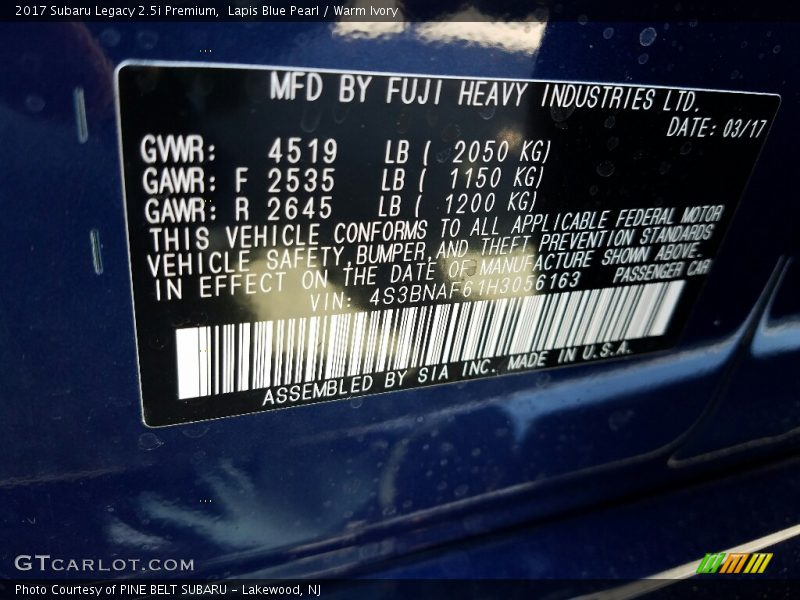 2017 Subaru Legacy 2.5i Premium,  Lapis Blue Pearl / Warm Ivory
MFD BY FUJI HEAVY INDUSTRIES LTD.
DATE: 03/17
GVWR: 4519 LB ( 2050 KG)
GAWR: F 2535 LB ( 1150 KG)
GAWR: R 2645 LB ( 1200 KG)
THIS VEHICLE CONFORMS TO ALL APPLICABLE FEDERAL MOTOR
VEHICLE SAFETY, BUMPER, AND THEFT PREVENTION STANDARDS
IN EFFECT ON THE DATE OF MANUFACTURE SHOWN ABOVE.
VIN: 4S3BNAF61H3056163 PASSENGER CAR
ASSEMBLED BY SIA INC. MADE IN U.S.A.
GTCARLOT.COM
Photo Courtesy of PINE BELT SUBARU - Lakewood, NJ